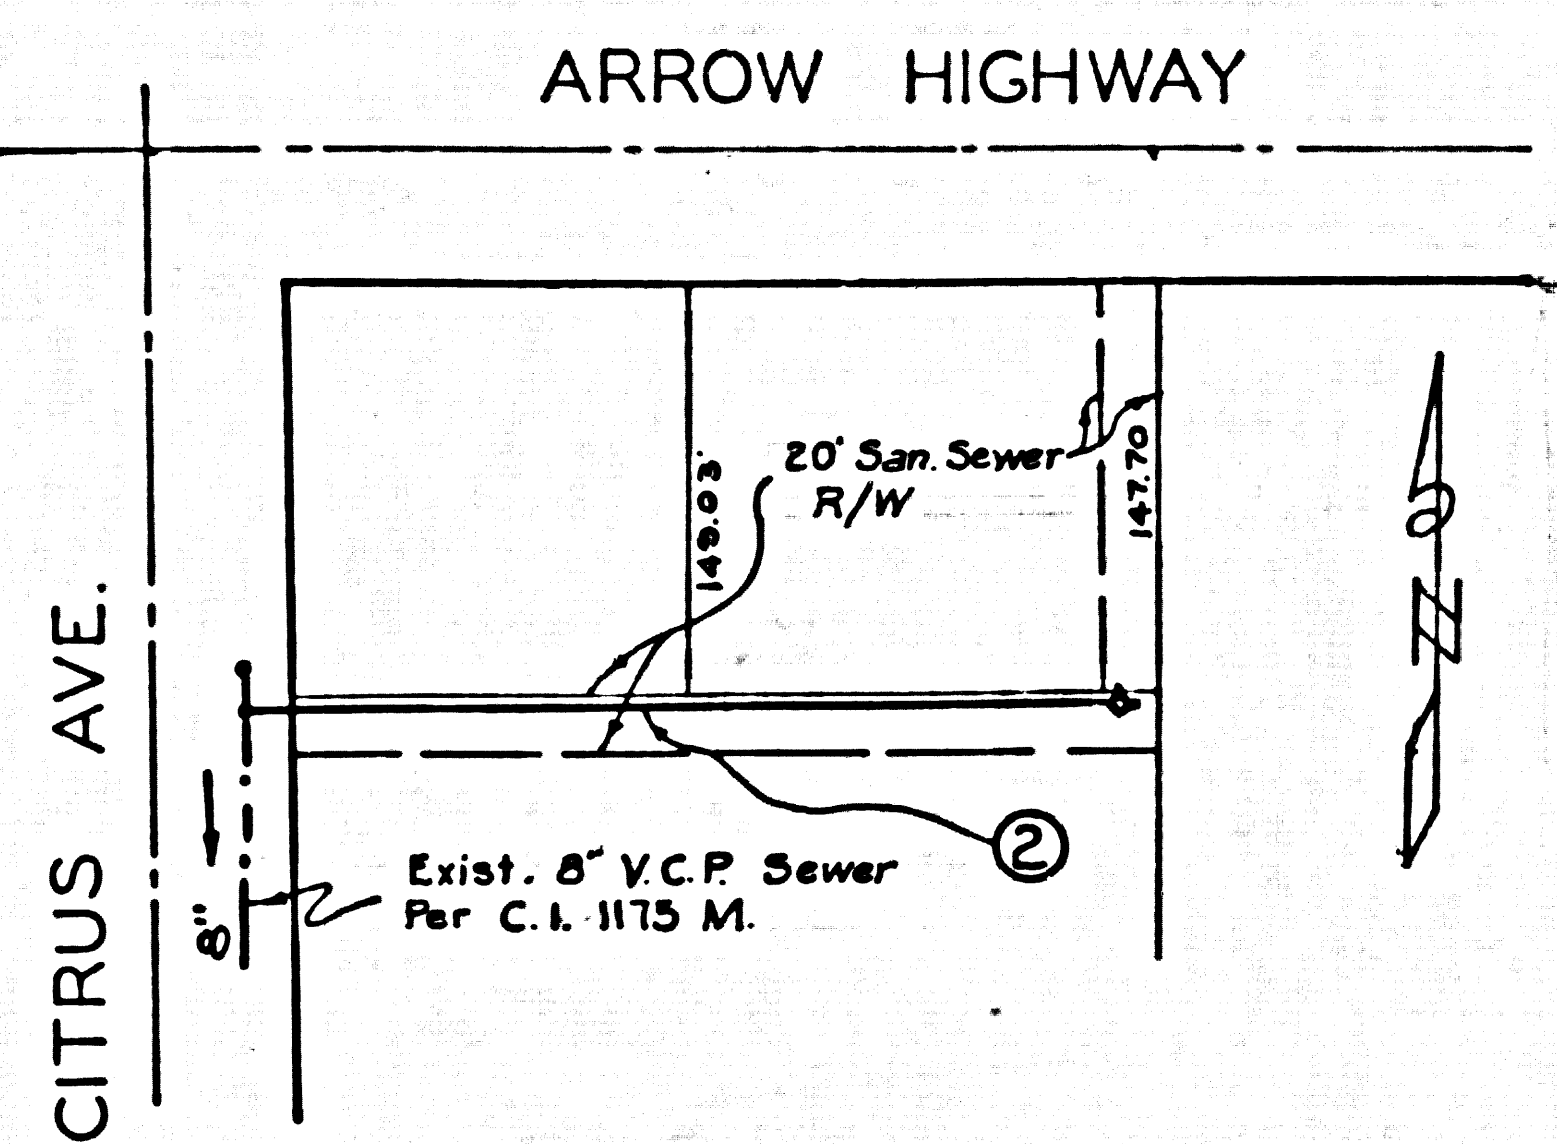 ARROW HIGHWAY
20' San. Sewer
R/W
149.03'
147.70
N
CITRUS AVE.
2
Exist. 8" V.C.P. Sewer
Per C.I. 1175 M.
8"